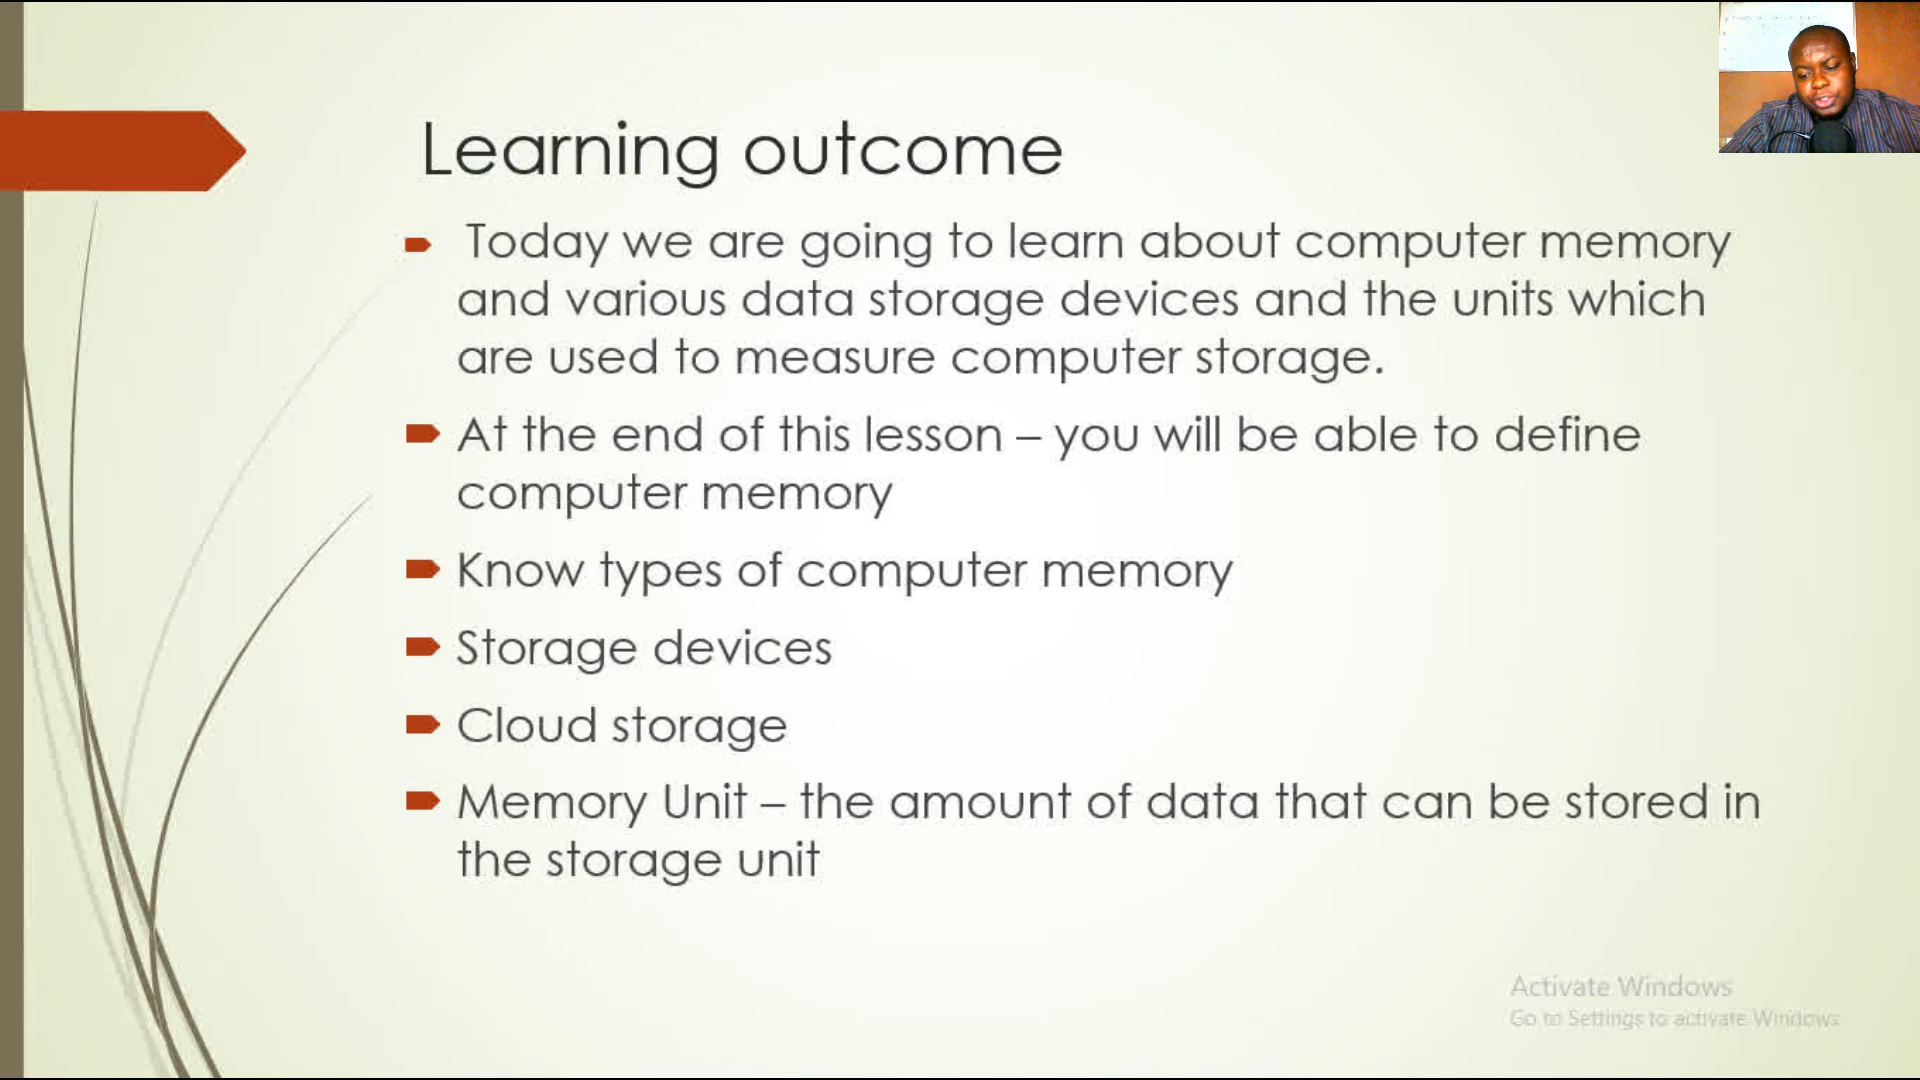 Learning outcome
Today we are going to learn about computer memory
and various data storage devices and the units which
are used to measure computer storage.
At the end of this lesson – you will be able to define
computer memory
Know types of computer memory
Storage devices
Cloud storage
Memory Unit – the amount of data that can be stored in
the storage unit
Activate Windows
Go to Settings to activate Windows